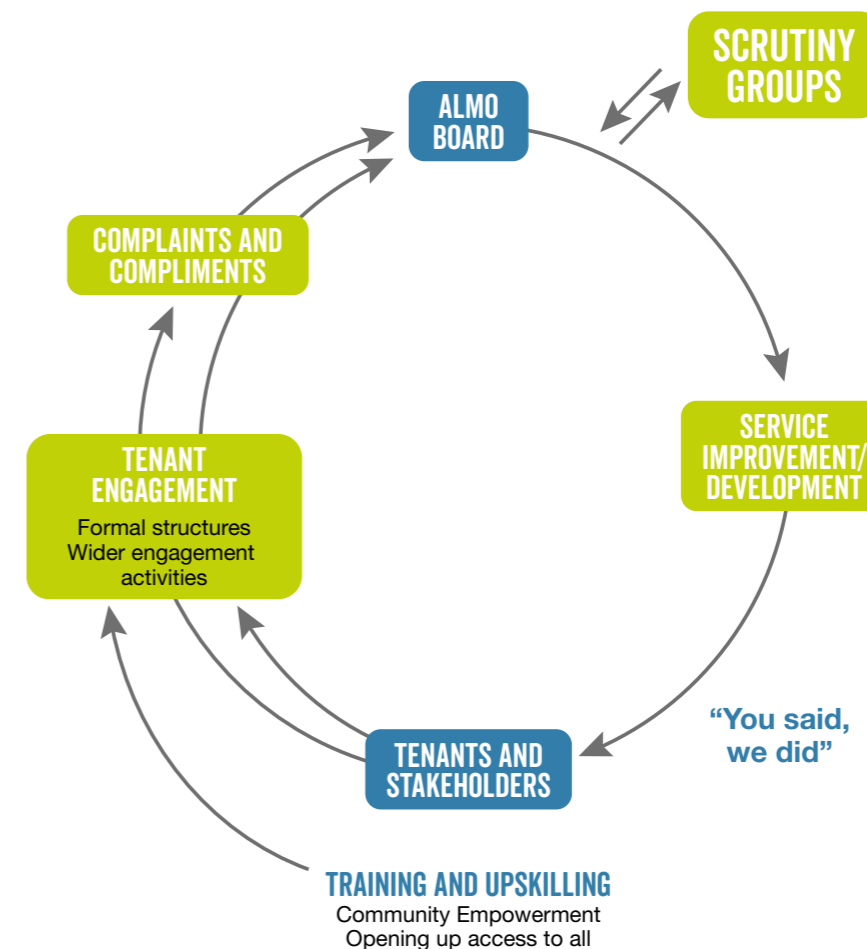 SCRUTINY
GROUPS
ALMO
BOARD
COMPLAINTS AND
COMPLIMENTS
SERVICE
IMPROVEMENT/
DEVELOPMENT
TENANT
ENGAGEMENT
Formal structures
Wider engagement
activities
“You said,
we did”
TENANTS AND
STAKEHOLDERS
TRAINING AND UPSKILLING
Community Empowerment
Opening up access to all